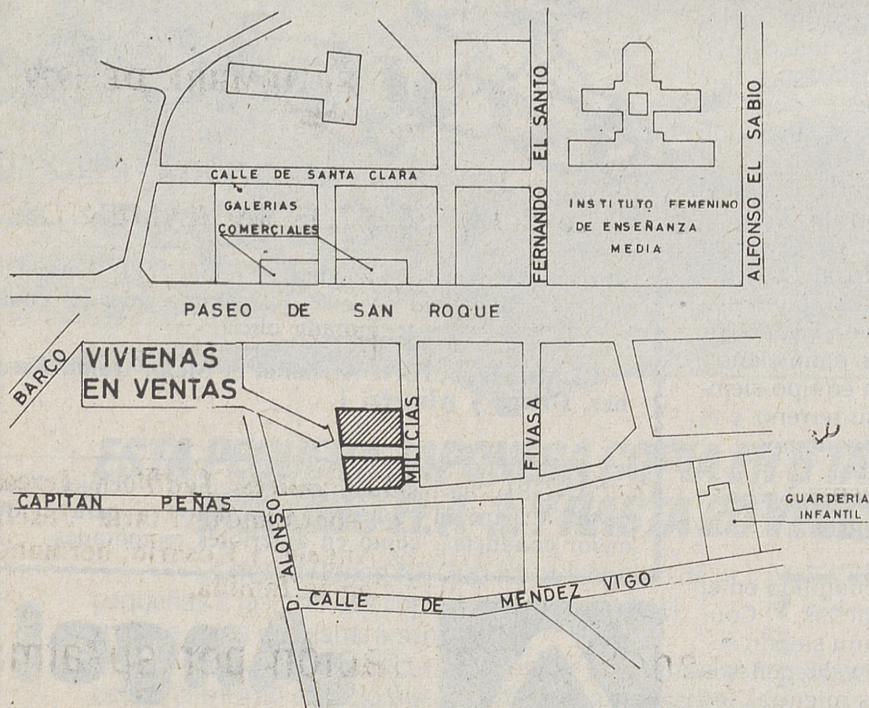 CALLE DE SANTA CLARA
GALERIAS
COMERCIALES
FERNANDO EL SANTO
INSTITUTO FEMENINO
DE ENSEÑANZA
MEDIA
ALFONSO EL SABIO
PASEO DE SAN ROQUE
BARCO
VIVIENAS
EN VENTAS
MILICIAS
FIVASA
CAPITAN PEÑAS
D. ALONSO
GUARDERIA
INFANTIL
CALLE DE MENDEZ VIGO